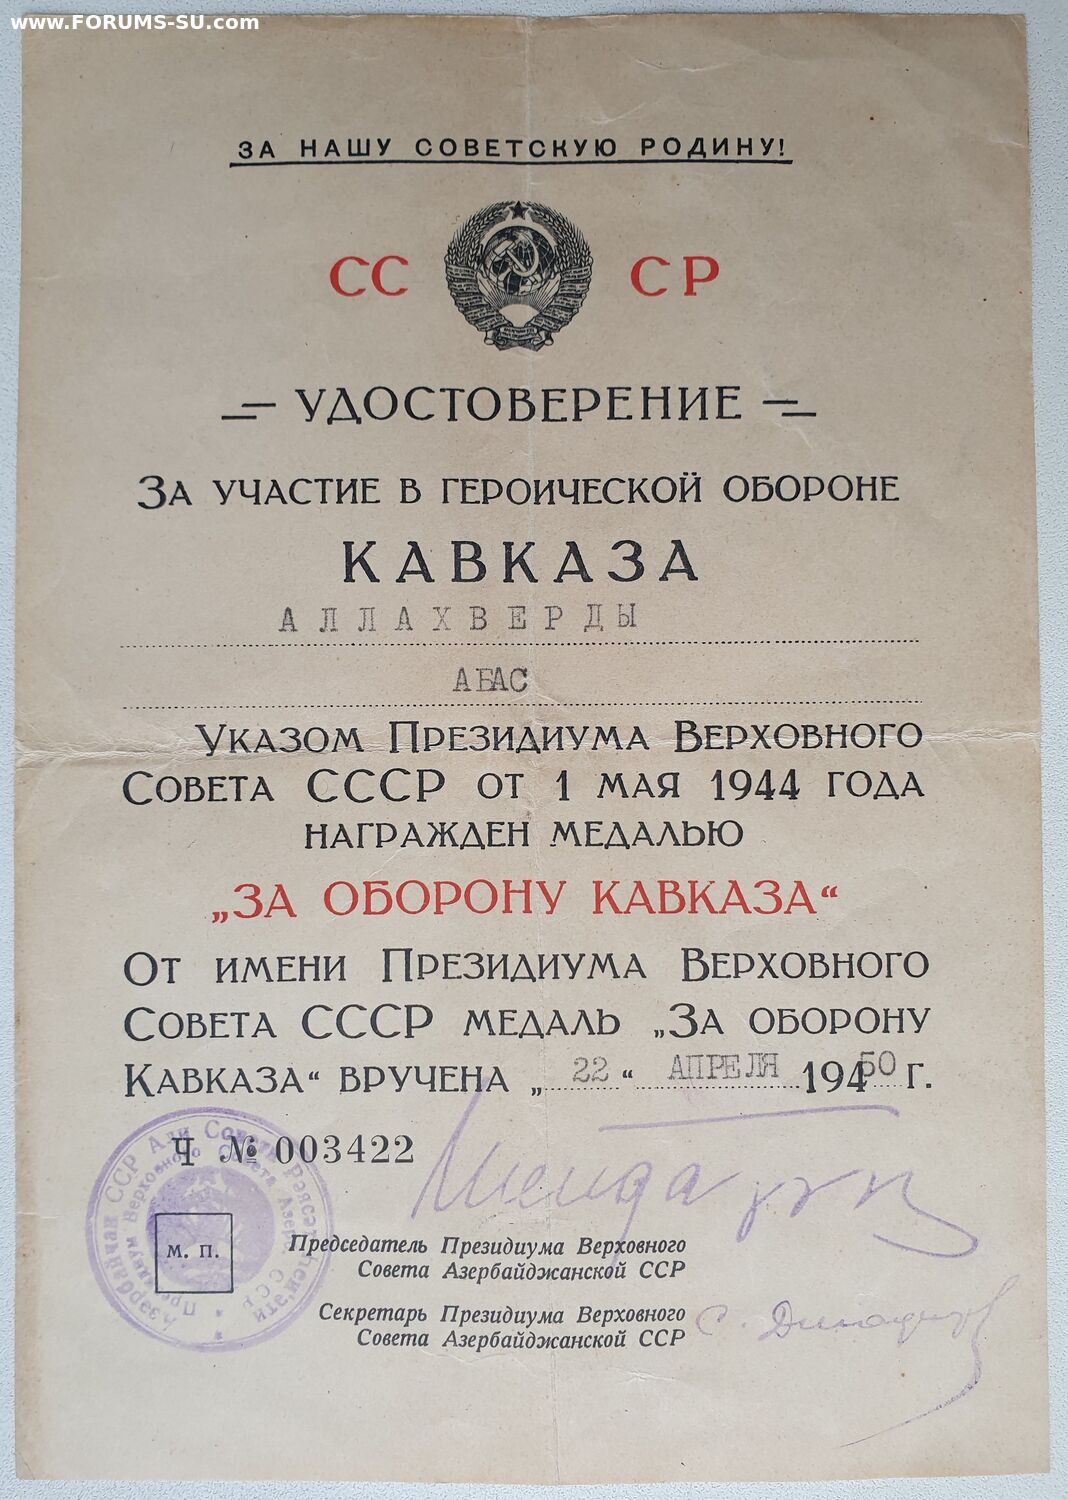 www.FORUMS-SU.com
ЗА НАШУ СОВЕТСКУЮ РОДИНУ!
СС СР
УДОСТОВЕРЕНИЕ
ЗА УЧАСТИЕ В ГЕРОИЧЕСКОЙ ОБОРОНЕ
КАВКАЗА
АЛЛАХВЕРДЫ
АБАС
УКАЗОМ ПРЕЗИДИУМА ВЕРХОВНОГО
СОВЕТА СССР ОТ 1 МАЯ 1944 ГОДА
НАГРАЖДЕН МЕДАЛЬЮ
„ЗА ОБОРОНУ КАВКАЗА“
ОТ ИМЕНИ ПРЕЗИДИУМА ВЕРХОВНОГО
СОВЕТА СССР МЕДАЛЬ „ЗА ОБОРОНУ
КАВКАЗА“ ВРУЧЕНА „22“ АПРЕЛЯ 19450 Г.
Ч № 003422
М. П.
Председатель Президиума Верховного
Совета Азербайджанской ССР
Секретарь Президиума Верховного
Совета Азербайджанской ССР